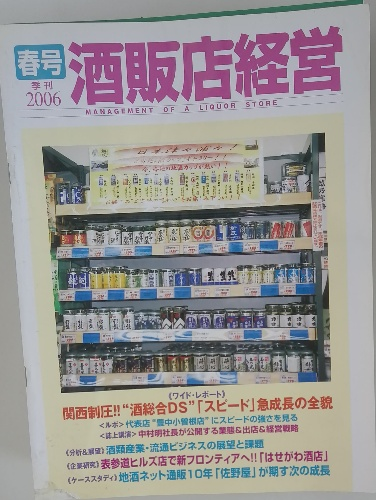 春号
季刊
2006
酒販店経営
MANAGEMENT OF A LIQUOR STORE
《ワイド・レポート》
関西制圧!!“酒総合DS”「スピード」急成長の全貌
<ルポ>代表店“豊中小曽根店”にスピードの強さを見る
<誌上講演>中村明社長が公開する業態&出店&経営戦略
《分析&展望》酒類産業・流通ビジネスの展望と課題
《企業研究》表参道ヒルズ店で新フロンティアへ!!「はせがわ酒店」
《ケーススタディ》地酒ネット通販10年「佐野屋」が期す次の成長